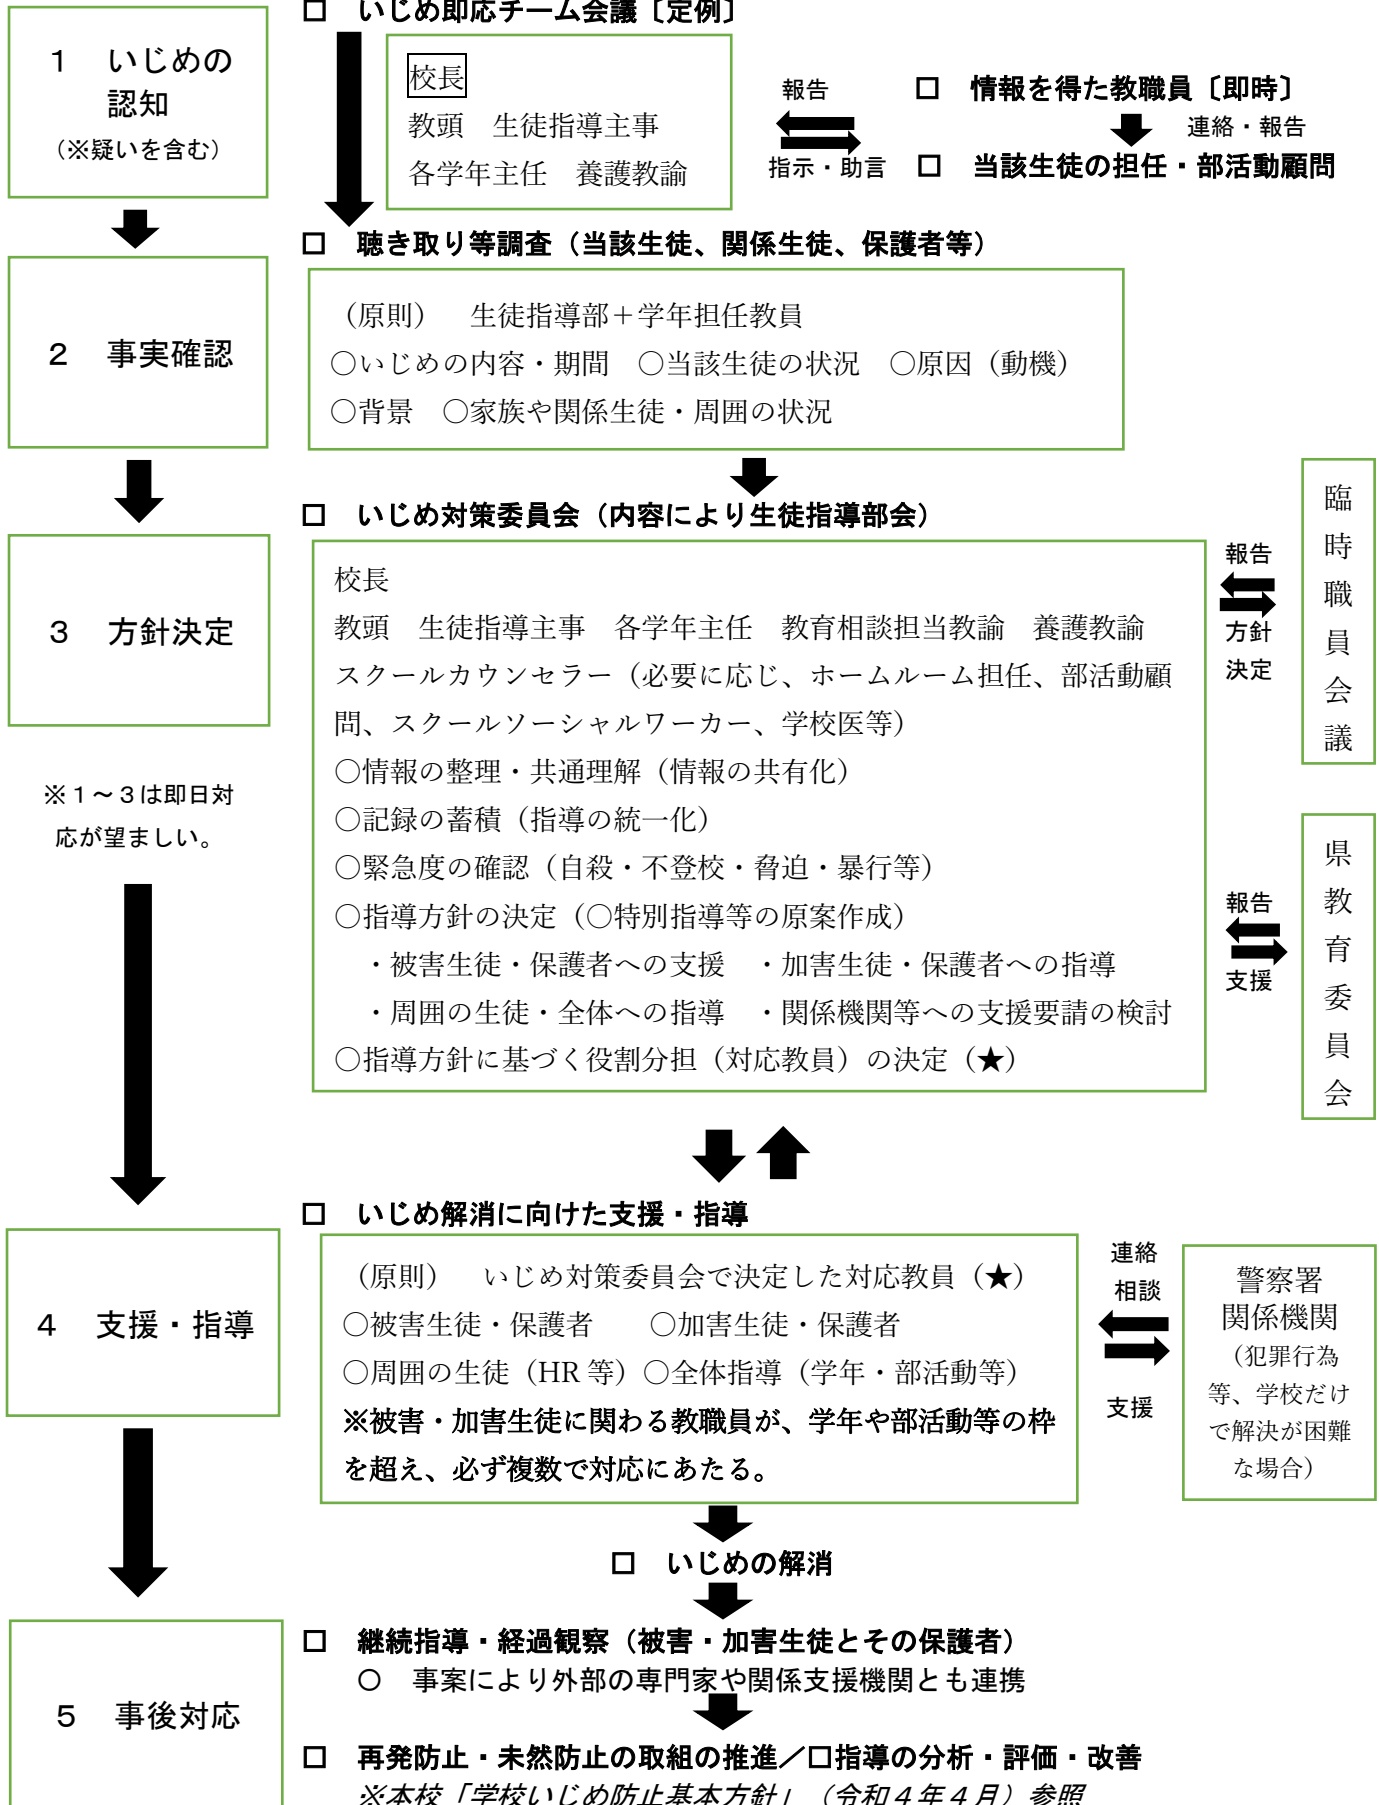 □　いじめ即応チーム会議〔定例〕
１　いじめの
認知
（※疑いを含む）
校長
教頭　生徒指導主事
各学年主任　養護教諭
報告
指示・助言
□　情報を得た教職員〔即時〕
連絡・報告
□　当該生徒の担任・部活動顧問
□　聴き取り等調査（当該生徒、関係生徒、保護者等）
２　事実確認
（原則）　生徒指導部＋学年担任教員
○いじめの内容・期間　○当該生徒の状況　○原因（動機）
○背景　○家族や関係生徒・周囲の状況
□　いじめ対策委員会（内容により生徒指導部会）
３　方針決定
※１～３は即日対
応が望ましい。
校長
教頭　生徒指導主事　各学年主任　教育相談担当教諭　養護教諭
スクールカウンセラー（必要に応じ、ホームルーム担任、部活動顧
問、スクールソーシャルワーカー、学校医等）
○情報の整理・共通理解（情報の共有化）
○記録の蓄積（指導の統一化）
○緊急度の確認（自殺・不登校・脅迫・暴行等）
○指導方針の決定（○特別指導等の原案作成）
・被害生徒・保護者への支援　・加害生徒・保護者への指導
・周囲の生徒・全体への指導　・関係機関等への支援要請の検討
○指導方針に基づく役割分担（対応教員）の決定（★）
報告
方針
決定
臨時職員会議
報告
支援
県教育委員会
□　いじめ解消に向けた支援・指導
４　支援・指導
（原則）　いじめ対策委員会で決定した対応教員（★）
○被害生徒・保護者　　○加害生徒・保護者
○周囲の生徒（HR 等）○全体指導（学年・部活動等）
※被害・加害生徒に関わる教職員が、学年や部活動等の枠
を超え、必ず複数で対応にあたる。
連絡
相談
支援
警察署
関係機関
（犯罪行為
等、学校だけ
で解決が困難
な場合）
□　いじめの解消
５　事後対応
□　継続指導・経過観察（被害・加害生徒とその保護者）
○　事案により外部の専門家や関係支援機関とも連携
□　再発防止・未然防止の取組の推進／□指導の分析・評価・改善
※本校「学校いじめ防止基本方針」（令和４年４月）参照